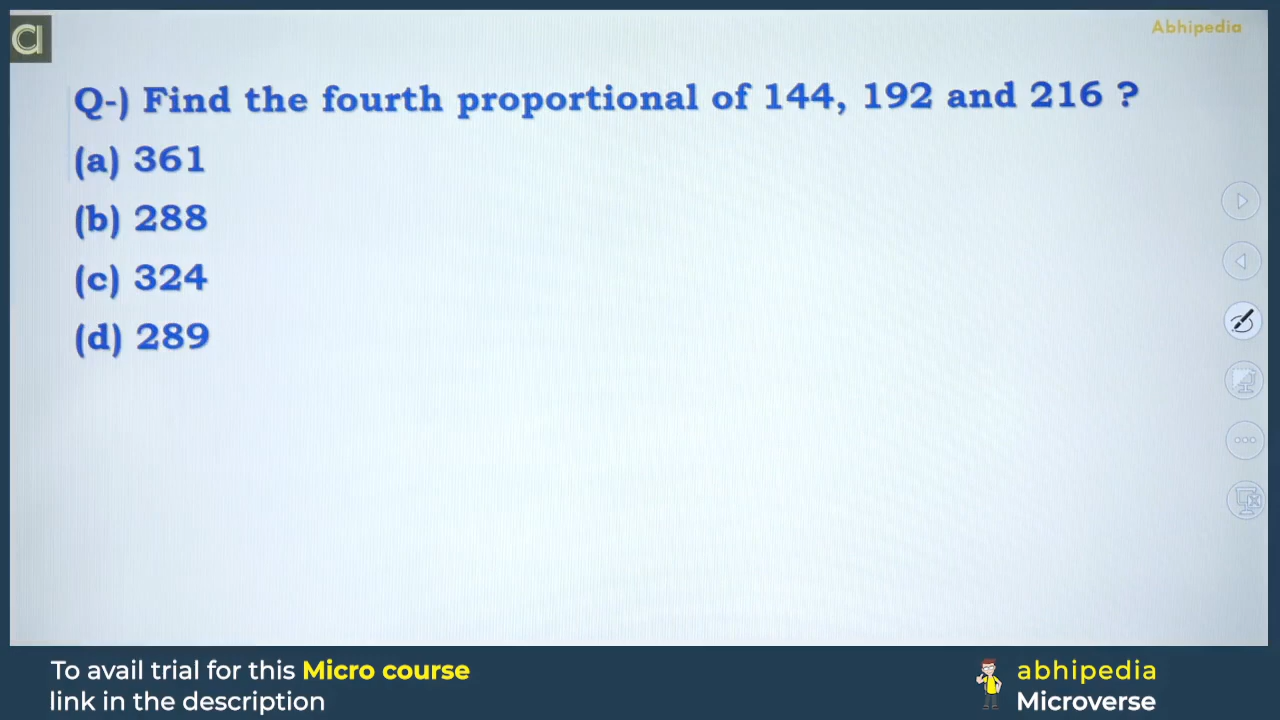 Abhipedia
Q-) Find the fourth proportional of 144, 192 and 216 ?
(a) 361
(b) 288
(c) 324
(d) 289
To avail trial for this Micro course
link in the description
abhipedia
Microverse